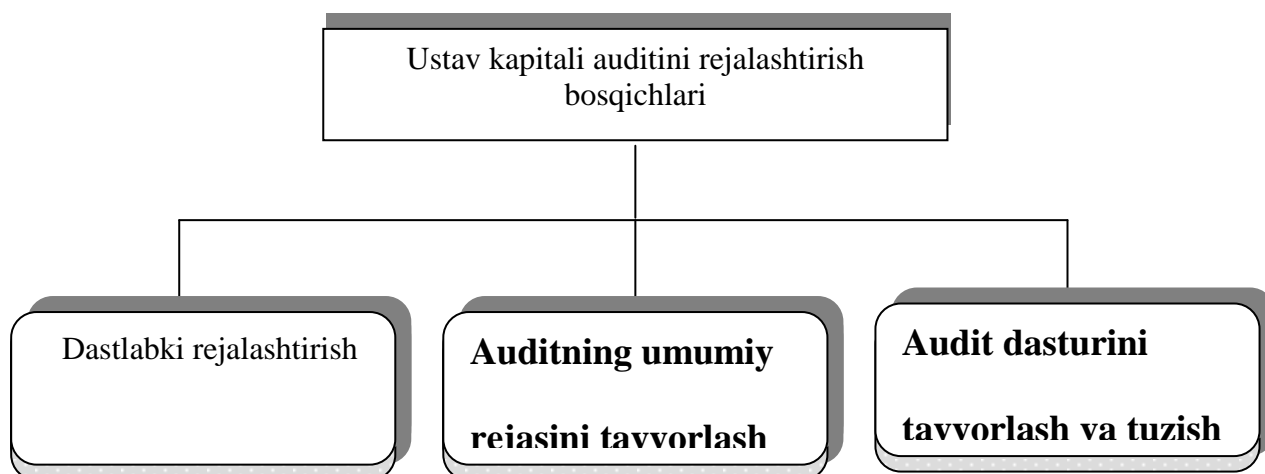 Ustav kapitali auditini rejalashtirish
bosqichlari
Dastlabki rejalashtirish
Auditning umumiy
rejasini tayyorlash
Audit dasturini
tayyorlash va tuzish